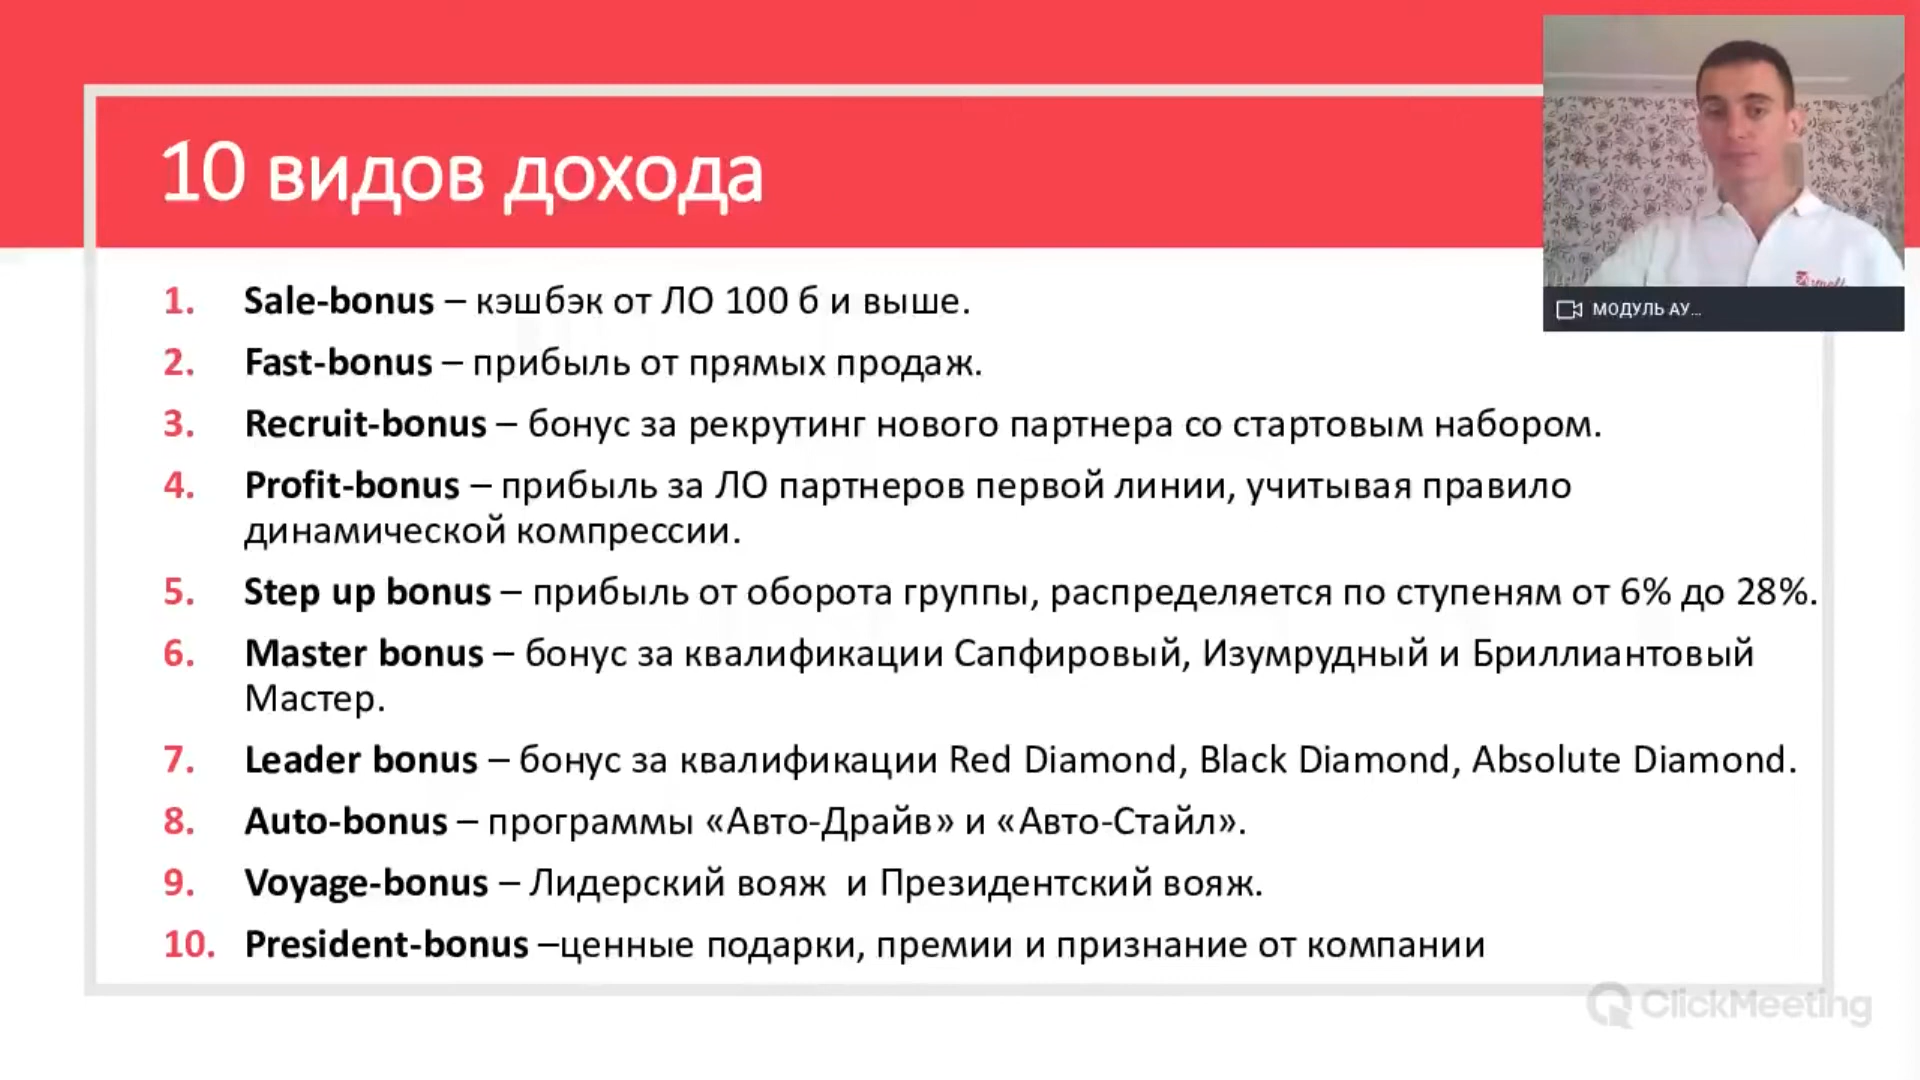 10 видов дохода
МОДУЛЬ АУ...
1. Sale-bonus – кэшбэк от ЛО 100 б и выше.
2. Fast-bonus – прибыль от прямых продаж.
3. Recruit-bonus – бонус за рекрутинг нового партнера со стартовым набором.
4. Profit-bonus – прибыль за ЛО партнеров первой линии, учитывая правило
динамической компрессии.
5. Step up bonus – прибыль от оборота группы, распределяется по ступеням от 6% до 28%.
6. Master bonus – бонус за квалификации Сапфировый, Изумрудный и Бриллиантовый
Мастер.
7. Leader bonus – бонус за квалификации Red Diamond, Black Diamond, Absolute Diamond.
8. Auto-bonus – программы «Авто-Драйв» и «Авто-Стайл».
9. Voyage-bonus – Лидерский вояж и Президентский вояж.
10. President-bonus –ценные подарки, премии и признание от компании
ClickMeeting